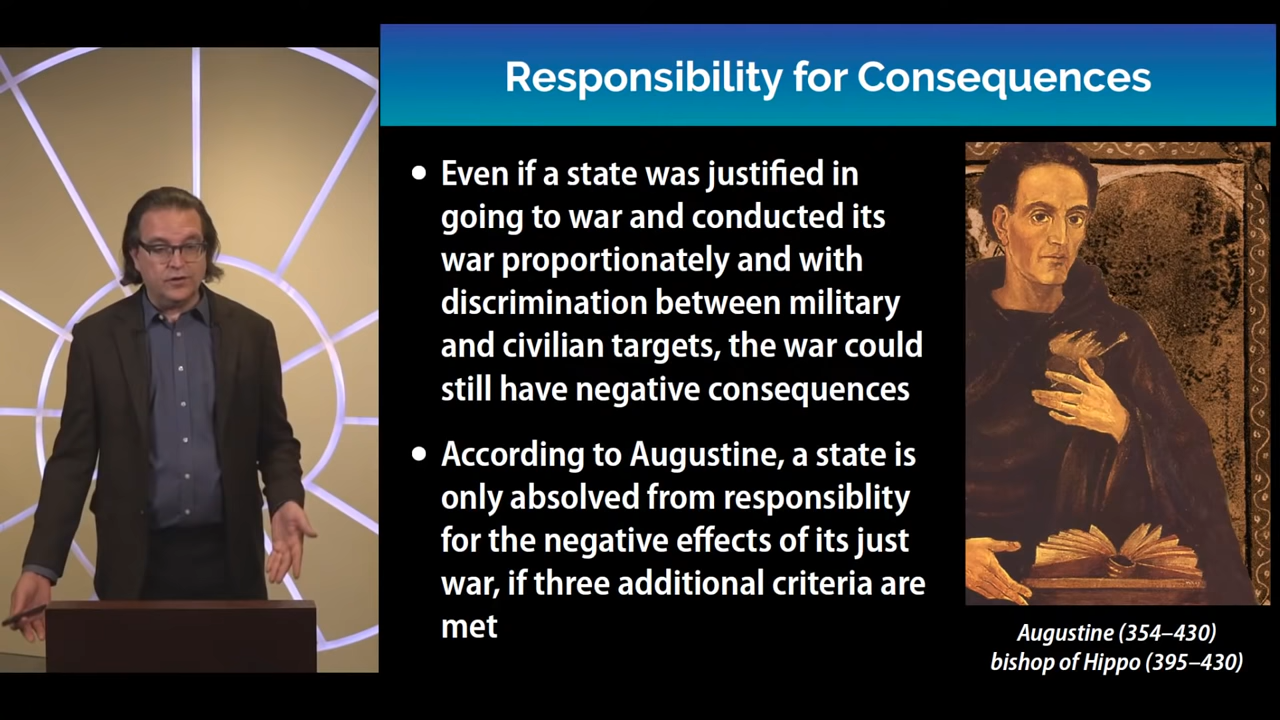 Responsibility for Consequences
• Even if a state was justified in
going to war and conducted its
war proportionately and with
discrimination between military
and civilian targets, the war could
still have negative consequences
• According to Augustine, a state is
only absolved from responsiblity
for the negative effects of its just
war, if three additional criteria are
met
Augustine (354–430)
bishop of Hippo (395–430)